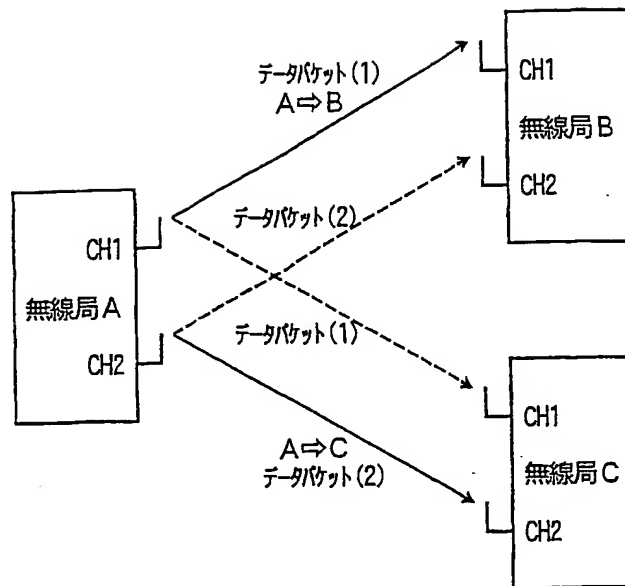 データパケット(1)
A⇨B
CH1
無線局B
CH2
データパケット(2)
CH1
無線局A
CH2
データパケット(1)
A⇨C
データパケット(2)
CH1
無線局C
CH2